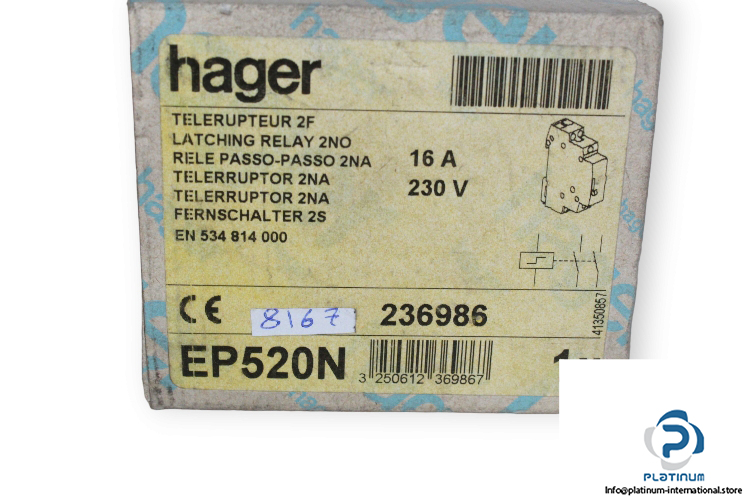 hager
TELERUPTEUR 2F
LATCHING RELAY 2NO
RELE PASSO-PASSO 2NA
TELERRUPTOR 2NA
TELERRUTTOR 2NA
FERNSCHALTER 2S
EN 534 814 000
16 A
230 V
41350857
CE
8167
236986
EP520N
3 250612 369867
PLATINUM
Info@platinum-international.store